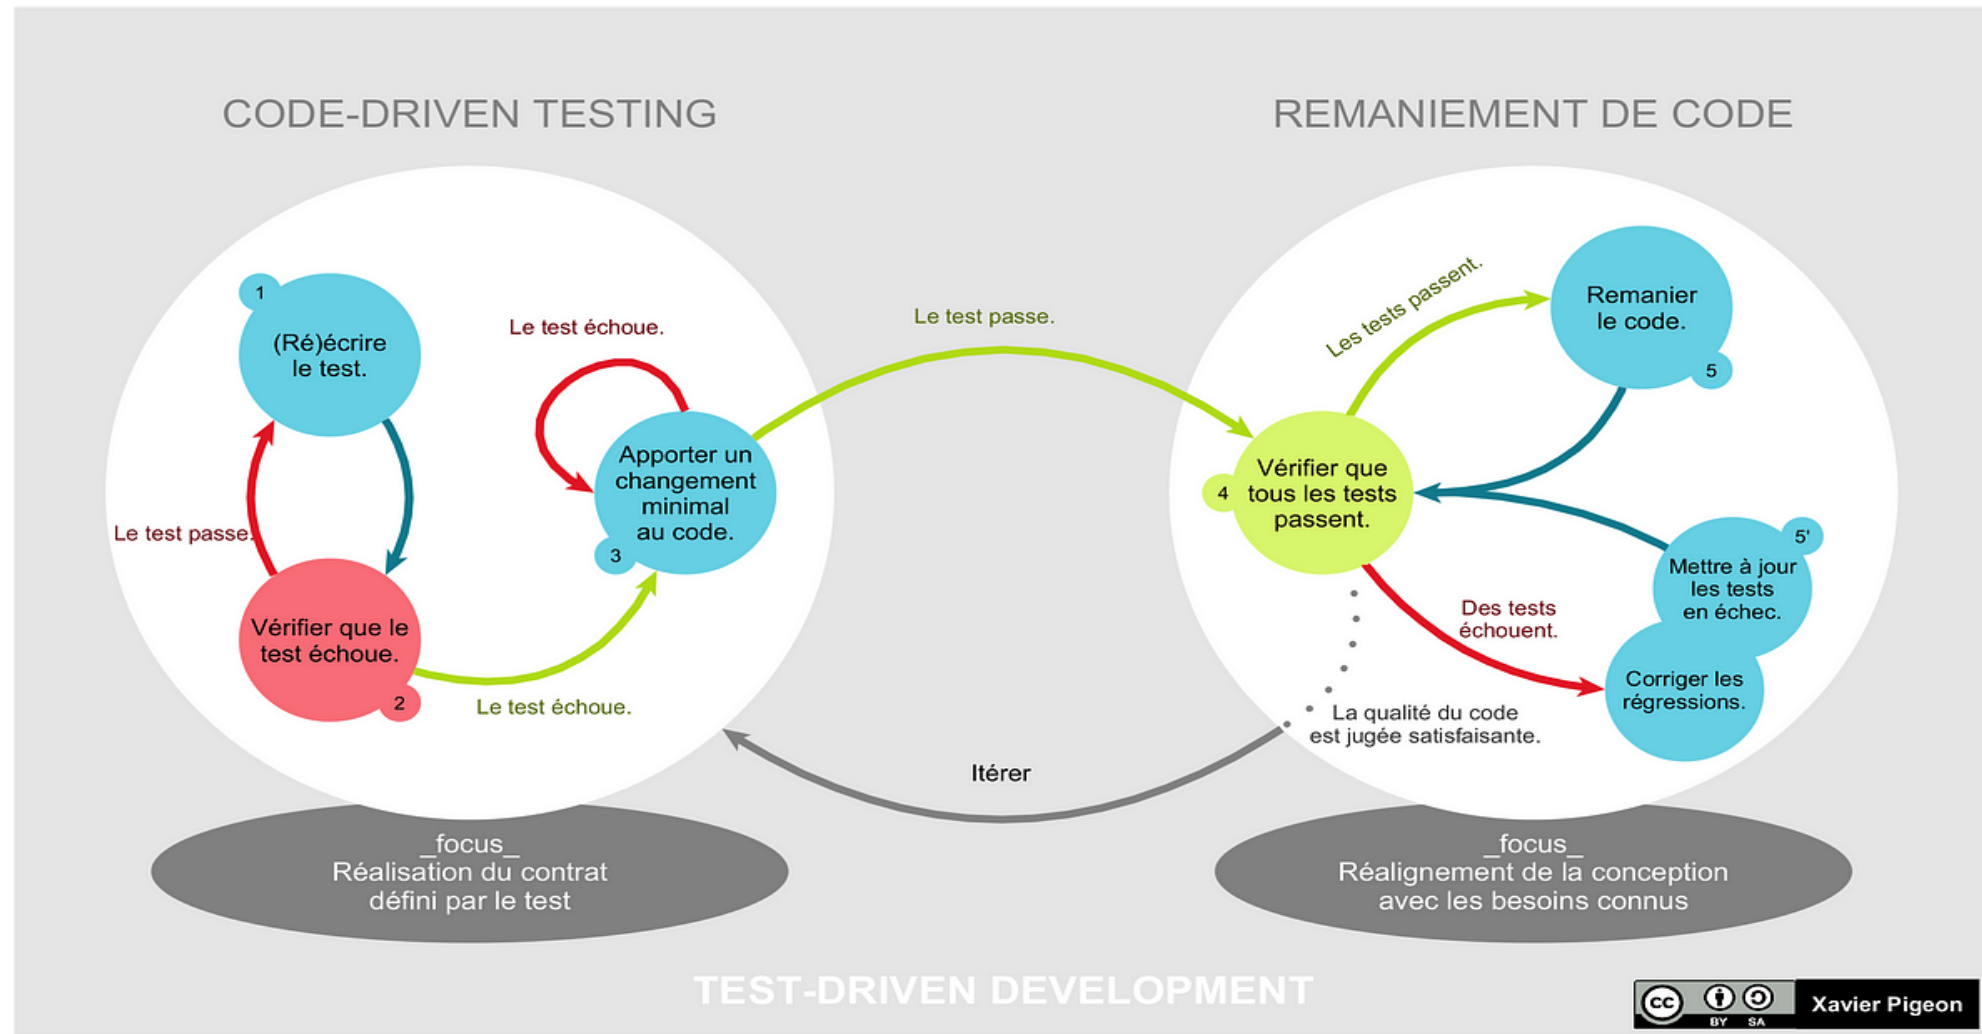 CODE-DRIVEN TESTING
REMANIEMENT DE CODE
1
(Ré)écrire
le test.
Le test passe.
Vérifier que le
test échoue.
2
Le test échoue.
Le test échoue.
Apporter un
changement
minimal
au code.
3
Le test passe.
4
Vérifier que
tous les tests
passent.
Les tests passent.
Remanier
le code.
5
5'
Mettre à jour
les tests
en échec.
Des tests
échouent.
Corriger les
régressions.
La qualité du code
est jugée satisfaisante.
Itérer
_focus_
Réalisation du contrat
défini par le test
_focus_
Réalignement de la conception
avec les besoins connus
TEST-DRIVEN DEVELOPMENT
cc
BY SA
Xavier Pigeon